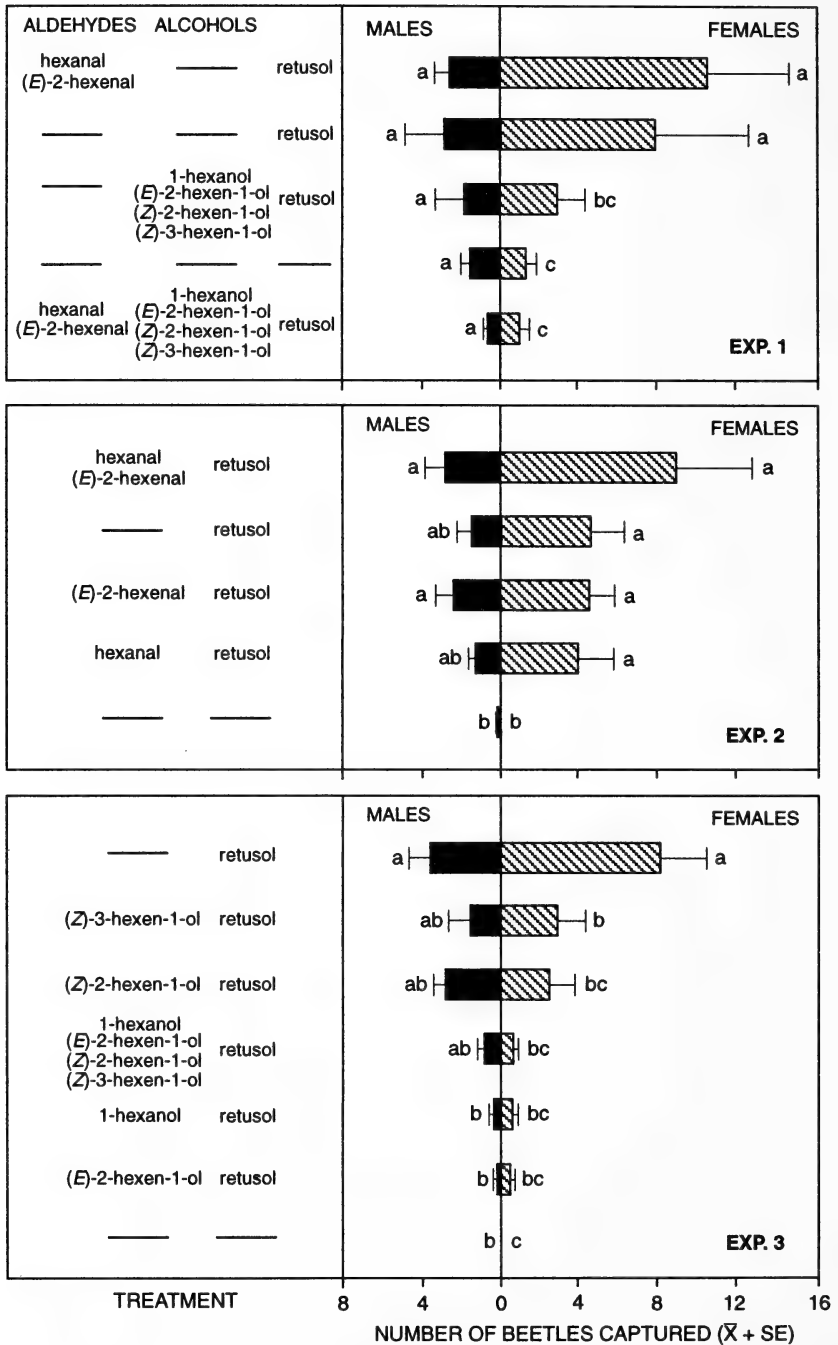 ALDEHYDES ALCOHOLS MALES FEMALES
hexanal
(E)-2-hexenal —— retusol a a
—— —— retusol a a
1-hexanol
(E)-2-hexen-1-ol
—— (Z)-2-hexen-1-ol retusol a bc
(Z)-3-hexen-1-ol
—— —— —— a c
1-hexanol
hexanal (E)-2-hexen-1-ol
(E)-2-hexenal (Z)-2-hexen-1-ol retusol a c
(Z)-3-hexen-1-ol
EXP. 1
MALES FEMALES
hexanal
(E)-2-hexenal retusol a a
—— retusol ab a
(E)-2-hexenal retusol a a
hexanal retusol ab a
—— —— b b
EXP. 2
MALES FEMALES
—— retusol a a
(Z)-3-hexen-1-ol retusol ab b
(Z)-2-hexen-1-ol retusol ab bc
1-hexanol
(E)-2-hexen-1-ol
(Z)-2-hexen-1-ol retusol ab bc
(Z)-3-hexen-1-ol
1-hexanol retusol b bc
(E)-2-hexen-1-ol retusol b bc
—— —— b c
EXP. 3
TREATMENT 8 4 0 4 8 12 16
NUMBER OF BEETLES CAPTURED (X̅ + SE)